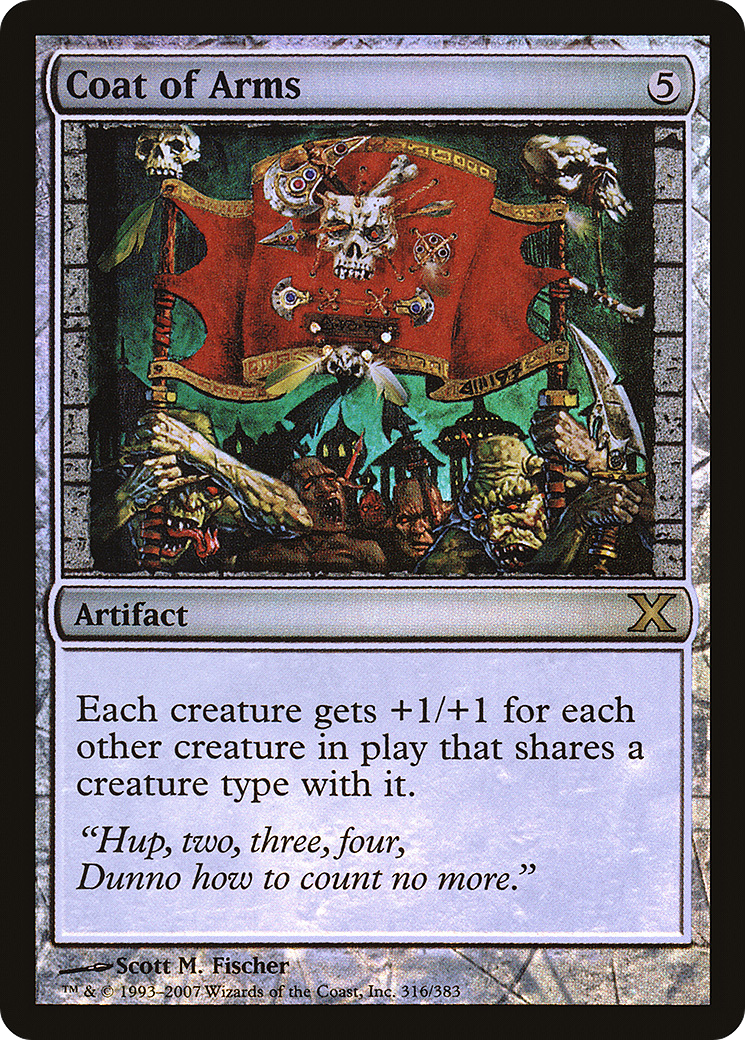 Coat of Arms 5
Artifact X
Each creature gets +1/+1 for each
other creature in play that shares a
creature type with it.
“Hup, two, three, four,
Dunno how to count no more.”
Scott M. Fischer
™ & © 1993–2007 Wizards of the Coast, Inc. 316/383